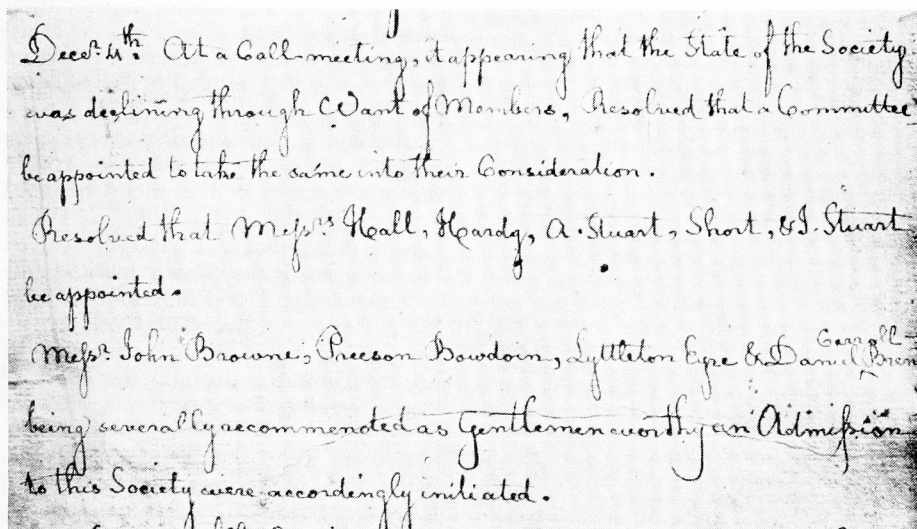 Decer. 4th. At a Call meeting, it appearing that the State of the Society
was declining through Want of Members, Resolved that a Committee
be appointed to take the same into their Consideration.
Resolved that Messrs Hall, Hardy, A. Stuart, Short, & J. Stuart
be appointed.
Messrs. John Browne, Preeson Bowdoin, Lyttleton Eyre & Daniel Carroll Bren
being severally recommended as Gentlemen worthy an Admission
to this Society were accordingly initiated.